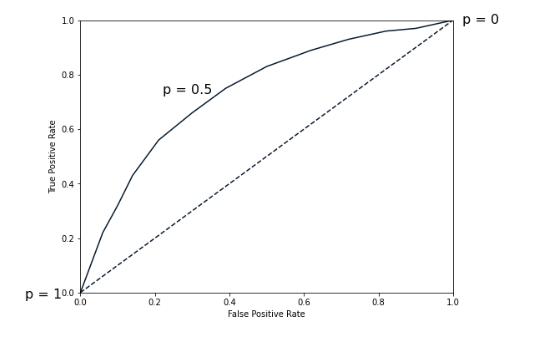 1.0
p = 0
0.8
p = 0.5
0.6
True Positive Rate
0.4
0.2
p = 1
0.0
0.0 0.2 0.4 0.6 0.8 1.0
False Positive Rate